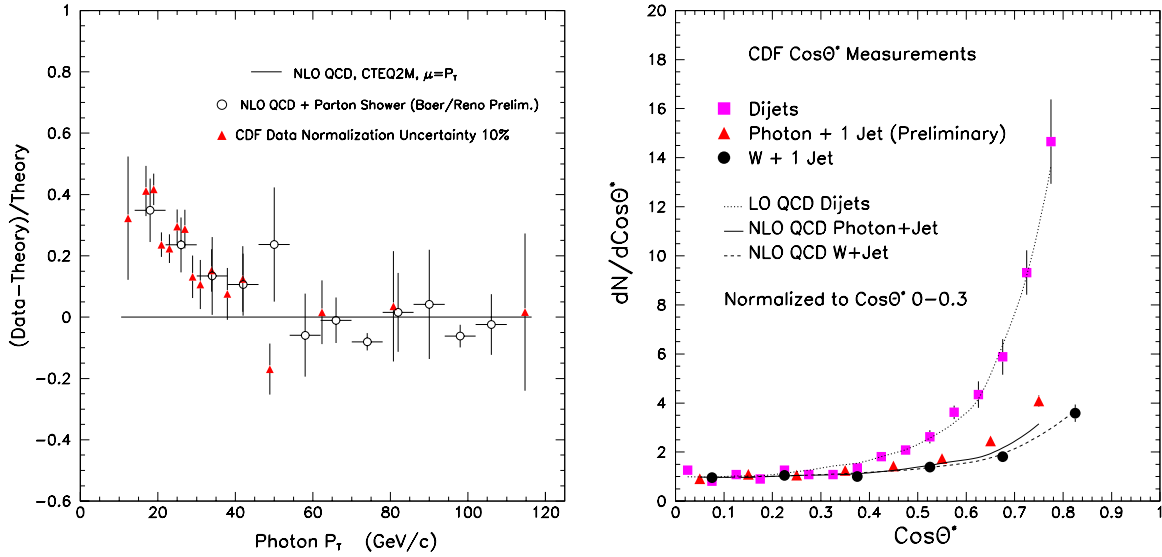 1
0.8
0.6
0.4
0.2
0
−0.2
−0.4
−0.6
0 20 40 60 80 100 120
(Data−Theory)/Theory
Photon P_T (GeV/c)
NLO QCD, CTEQ2M, μ=P_T
NLO QCD + Parton Shower (Baer/Reno Prelim.)
CDF Data Normalization Uncertainty 10%
20
18
16
14
12
10
8
6
4
2
0
0 0.1 0.2 0.3 0.4 0.5 0.6 0.7 0.8 0.9 1
dN/dCosΘ*
CosΘ*
CDF CosΘ* Measurements
Dijets
Photon + 1 Jet (Preliminary)
W + 1 Jet
LO QCD Dijets
NLO QCD Photon+Jet
NLO QCD W+Jet
Normalized to CosΘ* 0−0.3